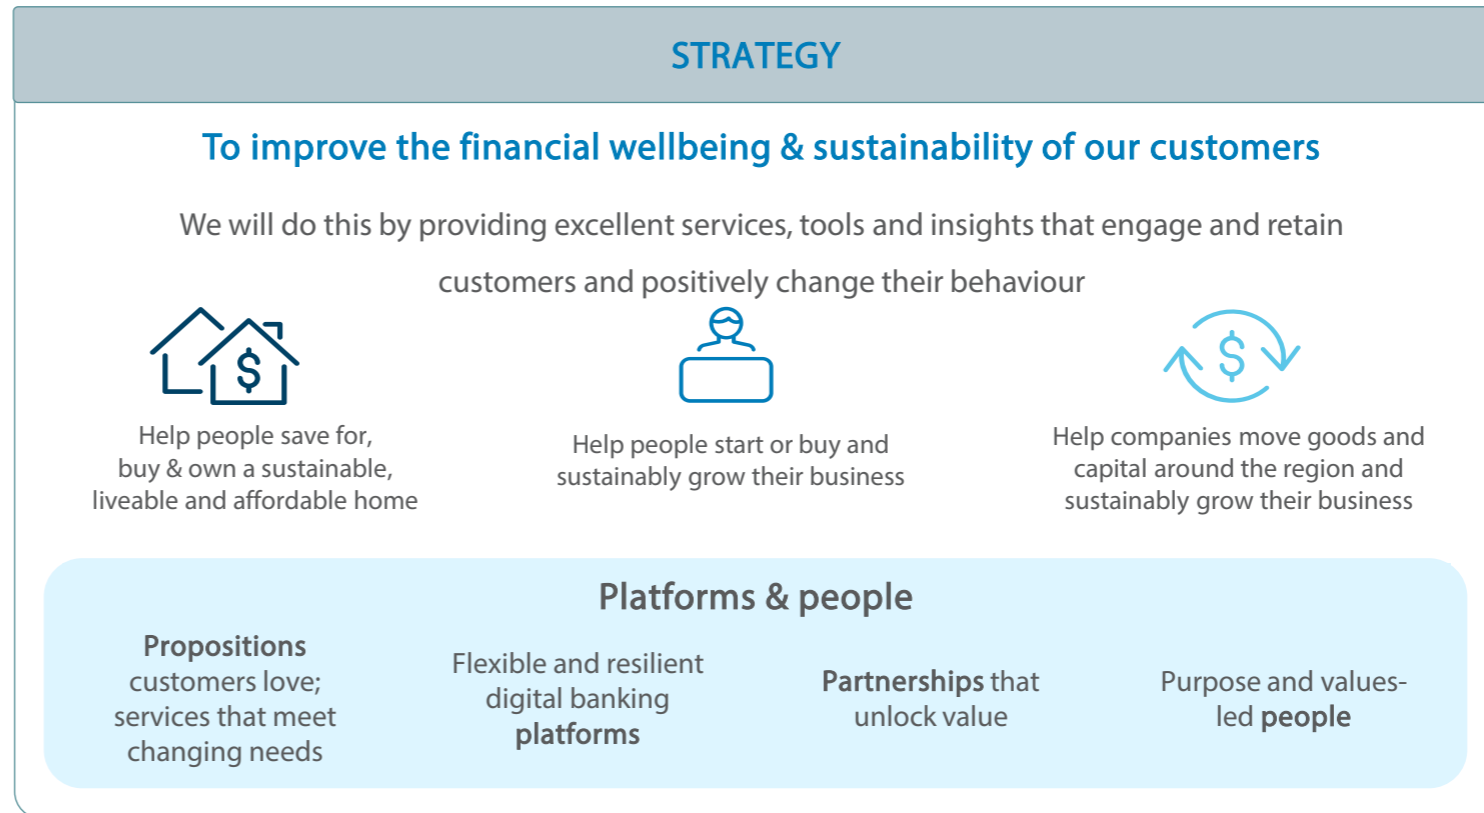 STRATEGY
To improve the financial wellbeing & sustainability of our customers
We will do this by providing excellent services, tools and insights that engage and retain
customers and positively change their behaviour
$
$
Help people save for,
buy & own a sustainable,
liveable and affordable home
Help people start or buy and
sustainably grow their business
Help companies move goods and
capital around the region and
sustainably grow their business
Platforms & people
Propositions
customers love;
services that meet
changing needs
Flexible and resilient
digital banking
platforms
Partnerships that
unlock value
Purpose and values-
led people